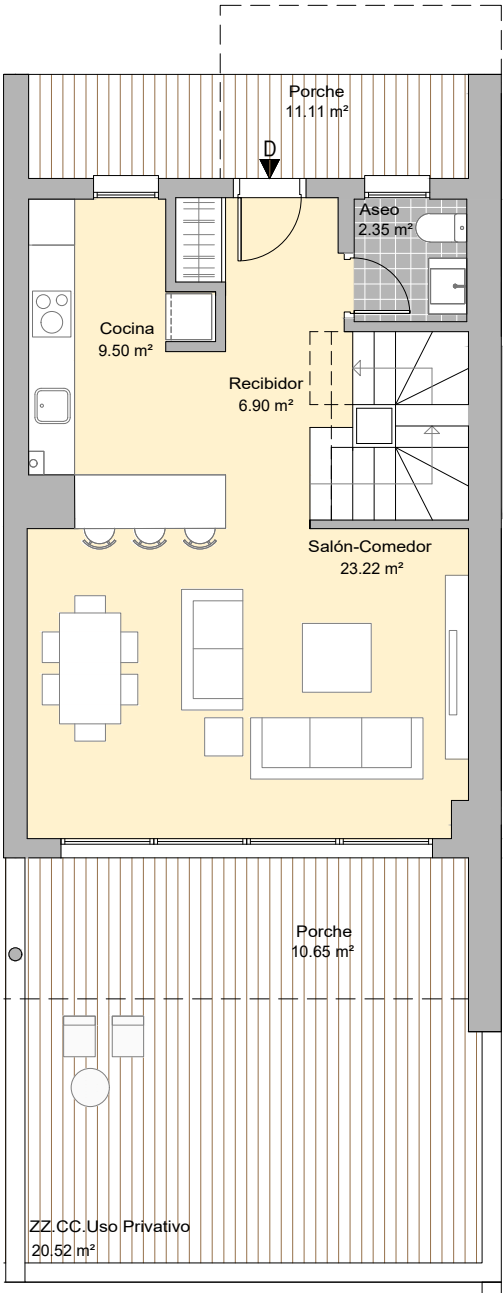 Porche
11.11 m²
D
Aseo
2.35 m²
Cocina
9.50 m²
Recibidor
6.90 m²
Salón-Comedor
23.22 m²
Porche
10.65 m²
ZZ.CC.Uso Privativo
20.52 m²